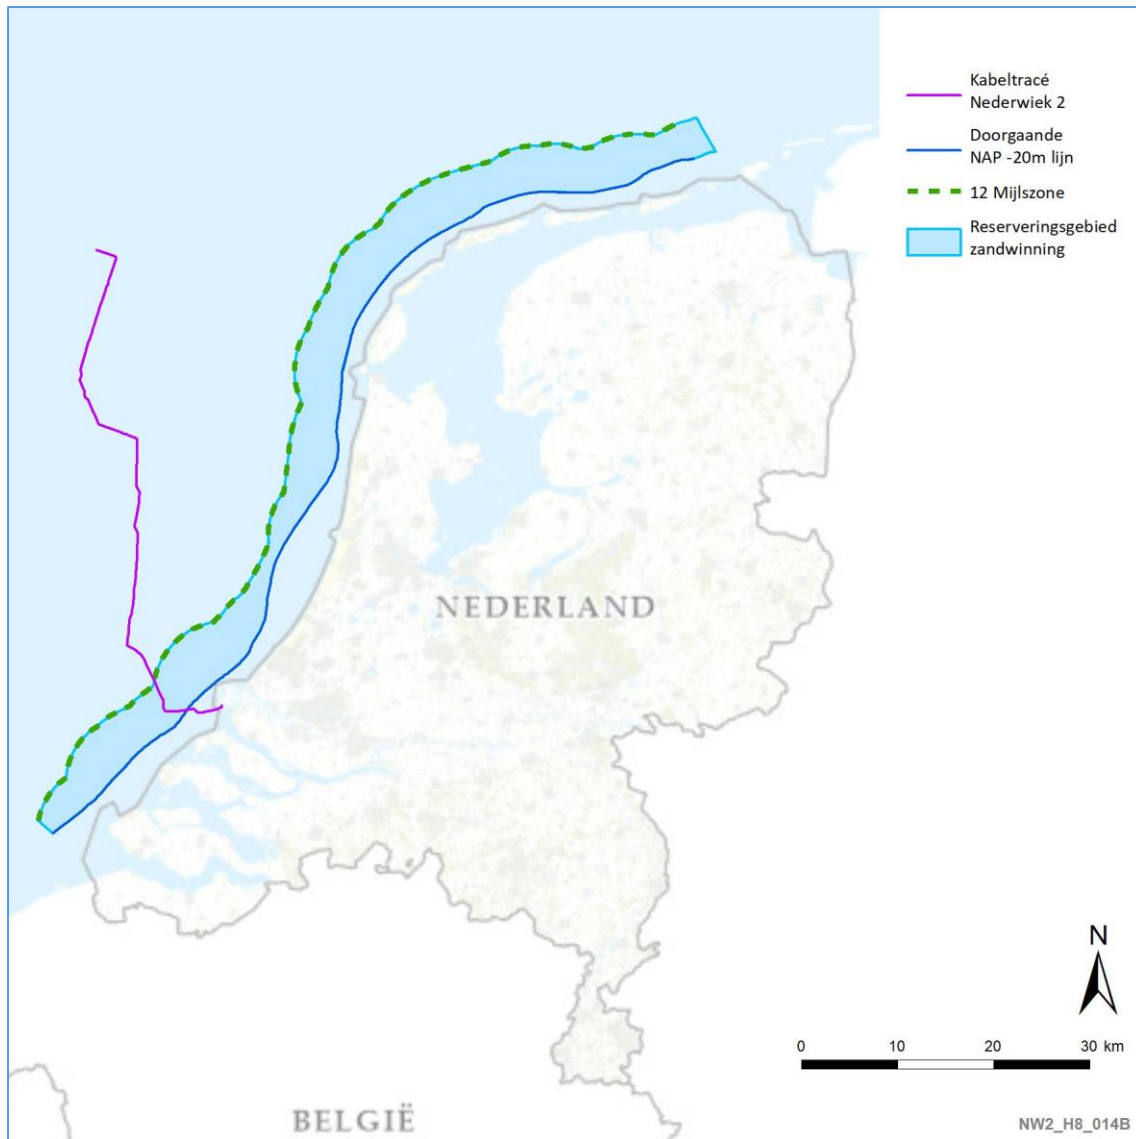 Kabeltracé
Nederwiek 2
Doorgaande
NAP -20m lijn
12 Mijlszone
Reserveringsgebied
zandwinning
NEDERLAND
N
0 10 20 30 km
BELGIË
NW2_H8_014B